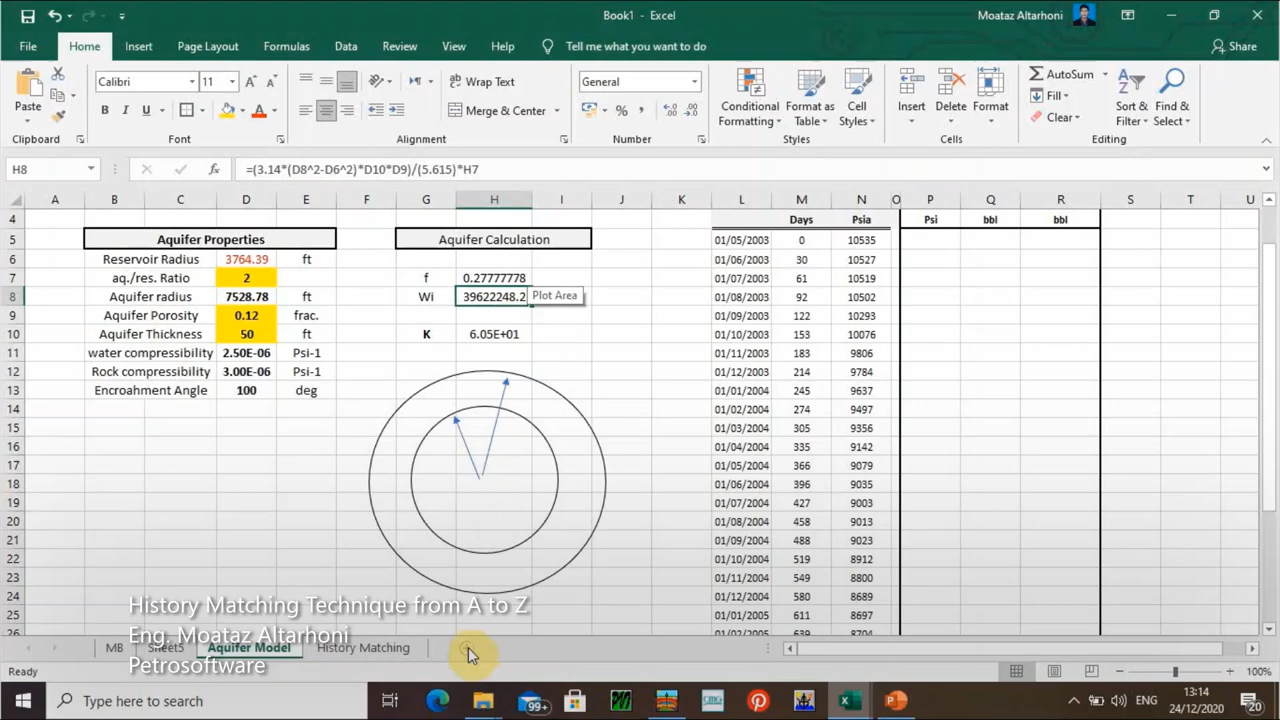 Book1 - Excel
Moataz Altarhoni
File Home Insert Page Layout Formulas Data Review View Help Tell me what you want to do Share
Paste
Calibri 11
B I U
Wrap Text
Merge & Center
General
Conditional Formatting
Format as Table
Cell Styles
Insert Delete Format
AutoSum
Fill
Clear
Sort & Filter
Find & Select
Clipboard Font Alignment Number Styles Cells Editing
H8 fx =(3.14*(D8^2-D6^2)*D10*D9)/(5.615)*H7
A B C D E F G H I J K L M N O P Q R S T U
4 Days Psia Psi bbl bbl
5 Aquifer Properties Aquifer Calculation 01/05/2003 0 10535
6 Reservoir Radius 3764.39 ft 01/06/2003 30 10527
7 aq./res. Ratio 2 f 0.27777778 01/07/2003 61 10519
8 Aquifer radius 7528.78 ft Wi 39622248.2 Plot Area 01/08/2003 92 10502
9 Aquifer Porosity 0.12 frac. 01/09/2003 122 10293
10 Aquifer Thickness 50 ft K 6.05E+01 01/10/2003 153 10076
11 water compressibility 2.50E-06 Psi-1 01/11/2003 183 9806
12 Rock compressibility 3.00E-06 Psi-1 01/12/2003 214 9784
13 Encroahment Angle 100 deg 01/01/2004 245 9637
14 01/02/2004 274 9497
15 01/03/2004 305 9356
16 01/04/2004 335 9142
17 01/05/2004 366 9079
18 01/06/2004 396 9035
19 01/07/2004 427 9003
20 01/08/2004 458 9013
21 01/09/2004 488 9023
22 01/10/2004 519 8912
23 01/11/2004 549 8800
24 01/12/2004 580 8689
25 01/01/2005 611 8697
26 01/02/2005 639 8704
History Matching Technique from A to Z
Eng. Moataz Altarhoni
Petrosoftware
MB Sheet5 Aquifer Model History Matching
Ready 100%
Type here to search
99+
ENG
13:14
24/12/2020
20